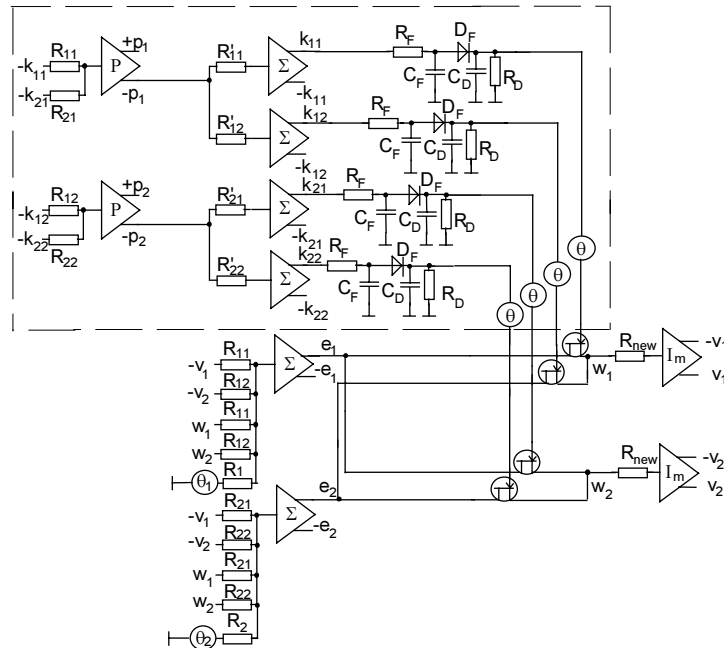 R11 +p1 R'11 k11 RF DF
-k11 P Σ CF CD RD
-k21 -p1 -k11
R21 R'12 k12 RF DF
Σ CF CD RD
R12 +p2 -k12
-k12 P R'21 k21 RF DF
-k22 -p2 Σ CF CD RD
R22 -k21
R'22 k22 RF DF
Σ CF CD RD
-k22
θ θ θ θ
R11 e1 Rnew -v1
-v1 Σ w1 Im
R12 -e1 v1
-v2
R11
w1
R12
w2
R1 Rnew -v2
θ1 w2 Im
R21 e2 v2
-v1 Σ
R22 -e2
-v2
R21
w1
R22
w2
R2
θ2